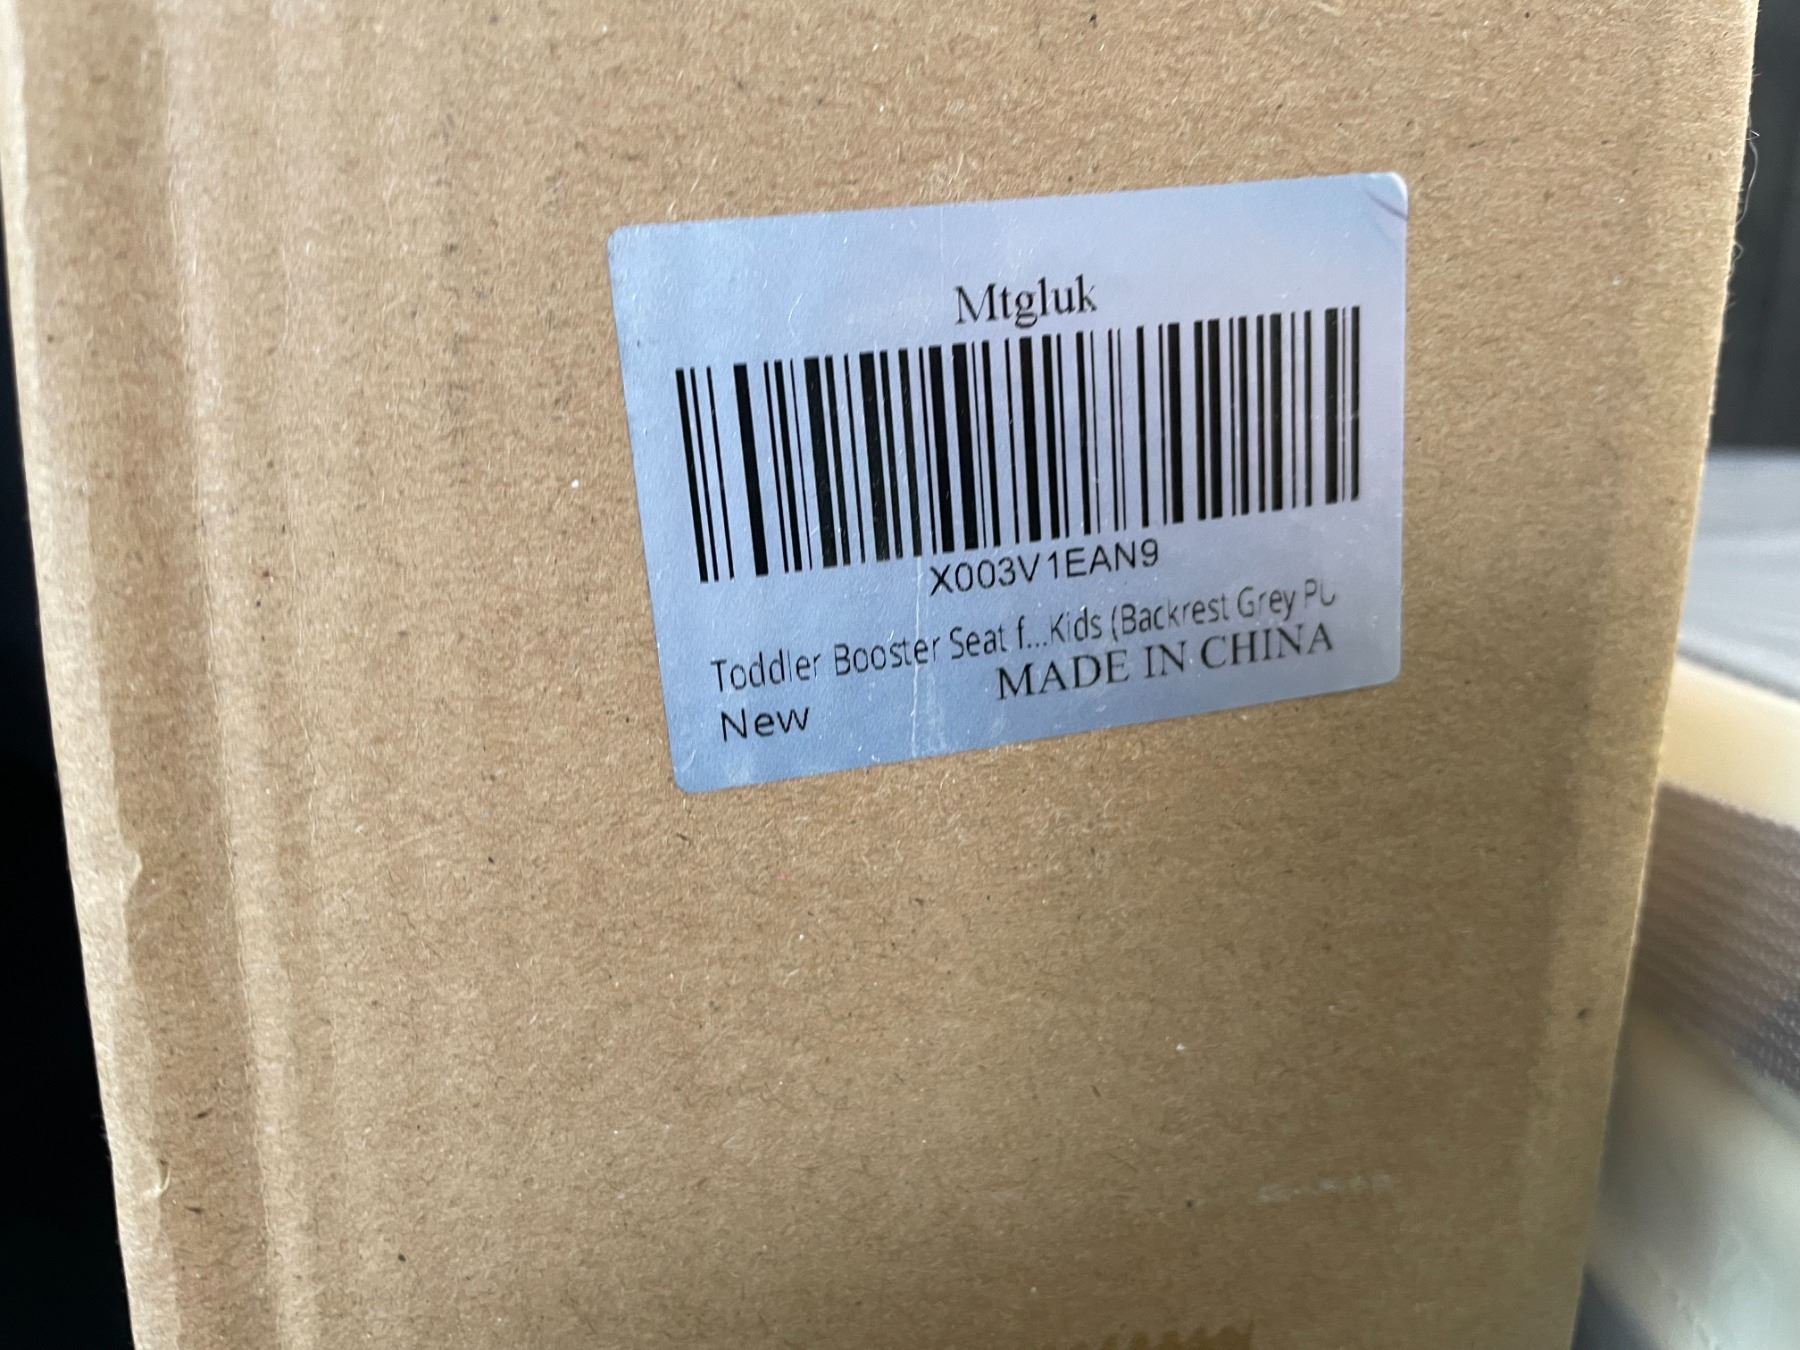 Mtgluk
X003V1EAN9
Toddler Booster Seat f...Kids (Backrest Grey PU
MADE IN CHINA
New